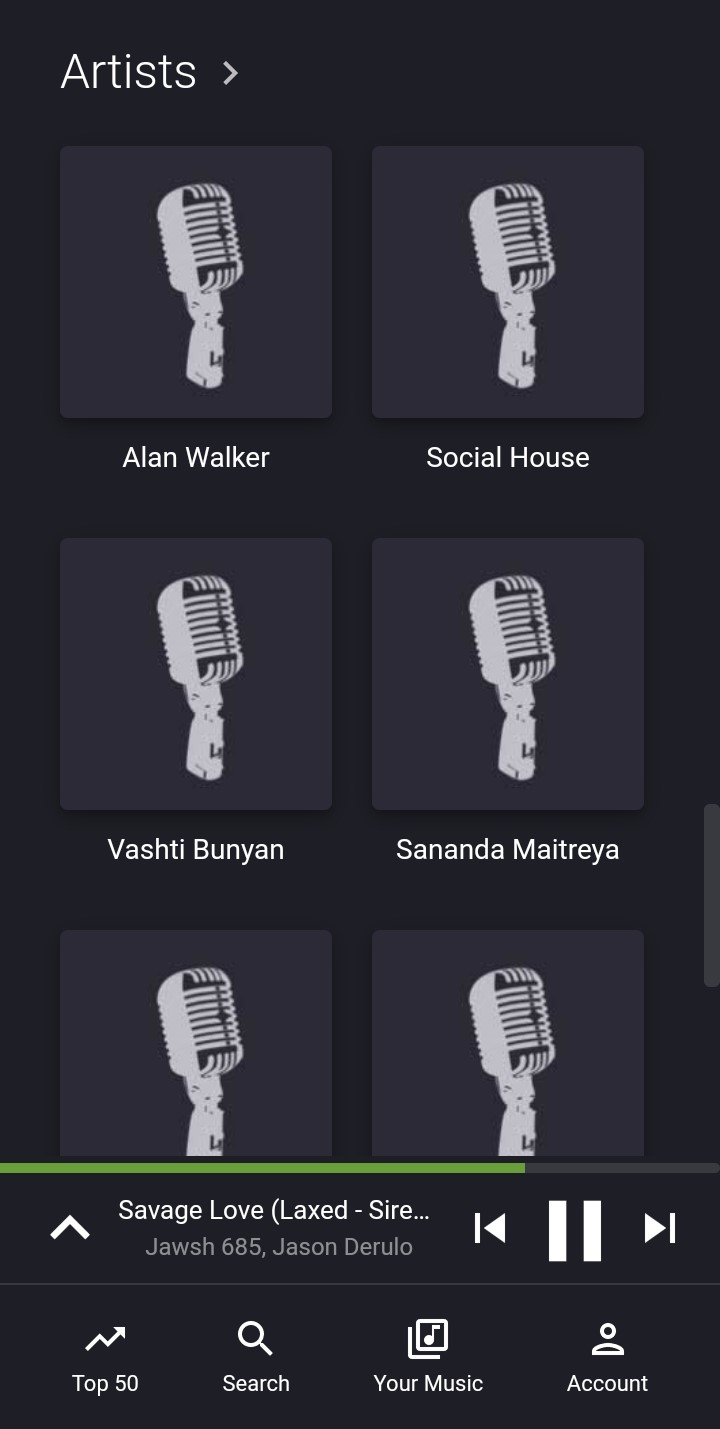 Artists
Alan Walker
Social House
Vashti Bunyan
Sananda Maitreya
Savage Love (Laxed - Sire...
Jawsh 685, Jason Derulo
Top 50
Search
Your Music
Account